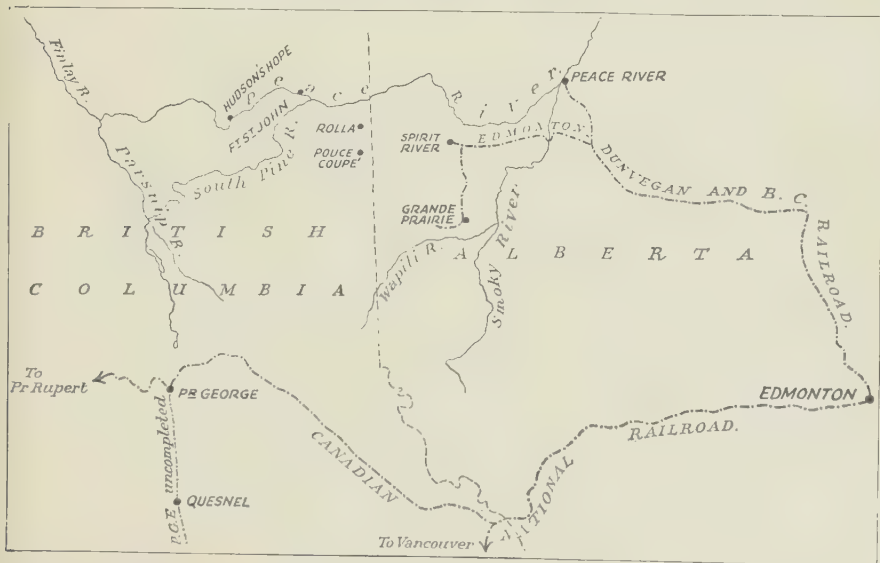 Finlay R.
HUDSON'S HOPE
Peace River.
PEACE RIVER
FT ST JOHN
ROLLA
POUCE
COUPÉ
SPIRIT
RIVER
EDMONTON
DUNVEGAN AND B. C.
RAILROAD.
Parsnip R.
South Pine R.
GRANDE
PRAIRIE
BRITISH
COLUMBIA
Wapiti R.
Smoky River
ALBERTA
To
Pr Rupert
PR GEORGE
EDMONTON
P.G.E. uncompleted
QUESNEL
CANADIAN
RAILROAD.
To Vancouver